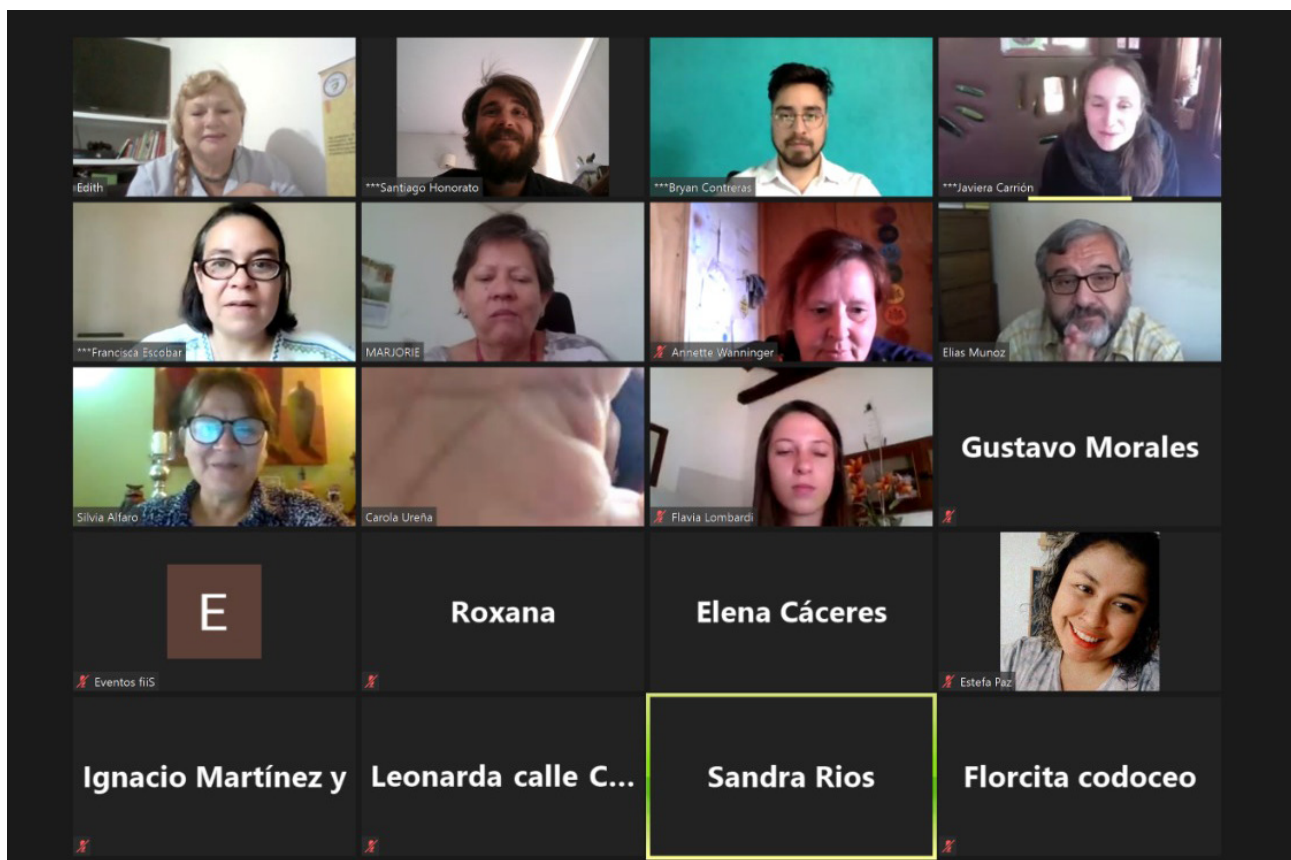 Edith
***Santiago Honorato
***Bryan Contreras
***Javiera Carrión
***Francisca Escobar
MARJORIE
Annette Wanninger
Elias Munoz
Silvia Alfaro
Carola Ureña
Flavia Lombardi
Gustavo Morales
E
Eventos fiiS
Roxana
Elena Cáceres
Estefa Paz
Ignacio Martínez y
Leonarda calle C...
Sandra Rios
Florcita codoceo